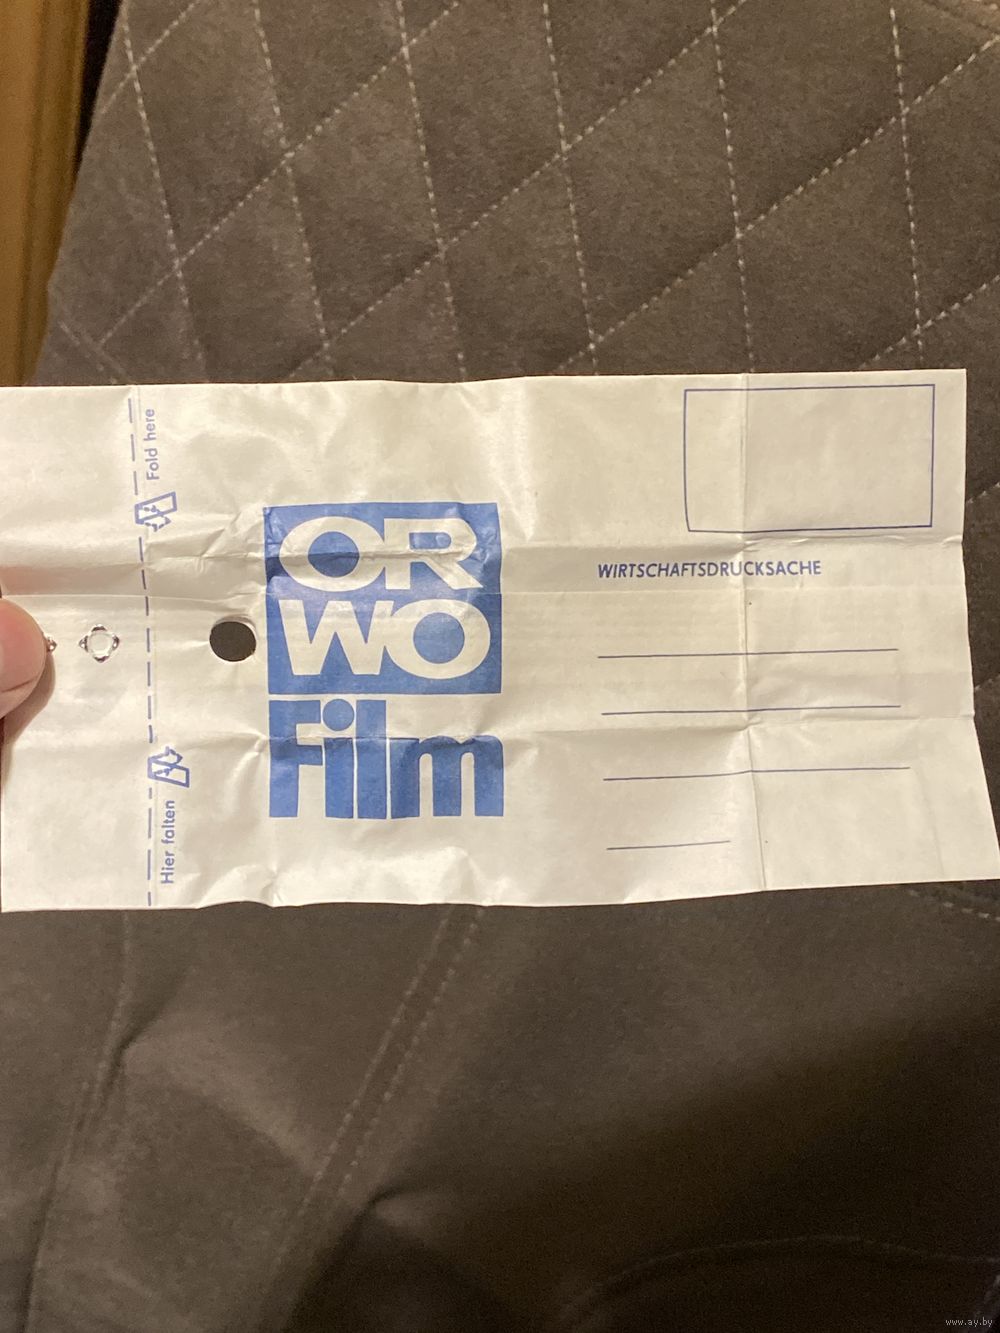 Fold here
Hier falten
OR
WO
Film
WIRTSCHAFTSDRUCKSACHE
www.ay.by